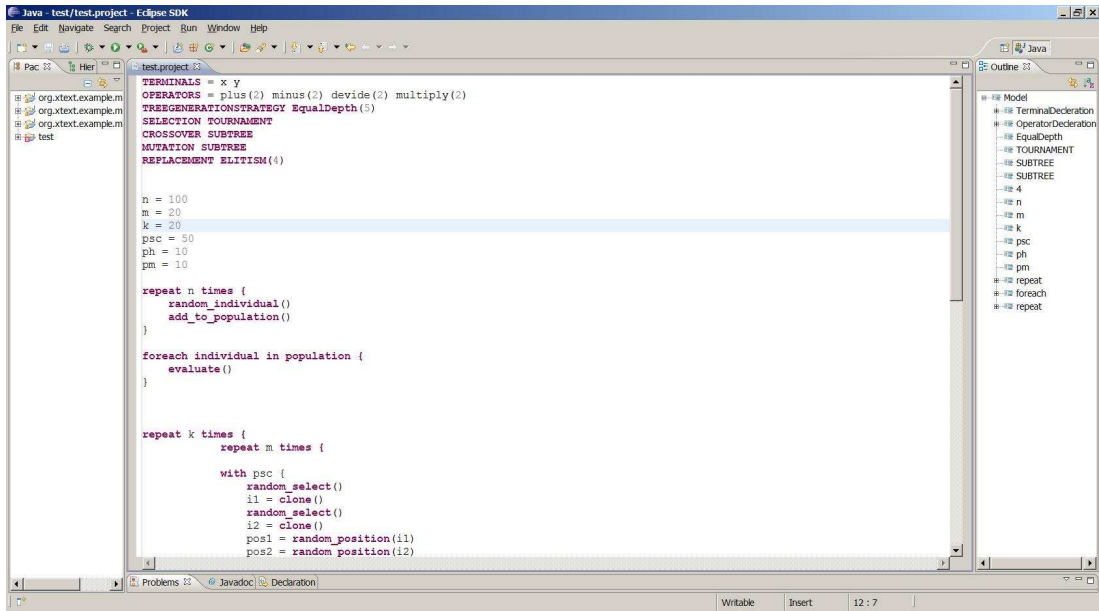 Java - test/test.project - Eclipse SDK
File Edit Navigate Search Project Run Window Help
Java
Pac Hier
org.xtext.example.m
org.xtext.example.m
org.xtext.example.m
test
test.project
TERMINALS = x y
OPERATORS = plus(2) minus(2) devide(2) multiply(2)
TREEGENERATIONSTRATEGY EqualDepth(5)
SELECTION TOURNAMENT
CROSSOVER SUBTREE
MUTATION SUBTREE
REPLACEMENT ELITISM(4)
n = 100
m = 20
k = 20
psc = 50
ph = 10
pm = 10
repeat n times {
random_individual()
add_to_population()
}
foreach individual in population {
evaluate()
}
repeat k times {
repeat m times {
with psc {
random_select()
i1 = clone()
random_select()
i2 = clone()
pos1 = random_position(i1)
pos2 = random_position(i2)
Outline
Model
TerminalDecleration
OperatorDecleration
EqualDepth
TOURNAMENT
SUBTREE
SUBTREE
4
n
m
k
psc
ph
pm
repeat
foreach
repeat
Problems Javadoc Declaration
Writable Insert 12 : 7